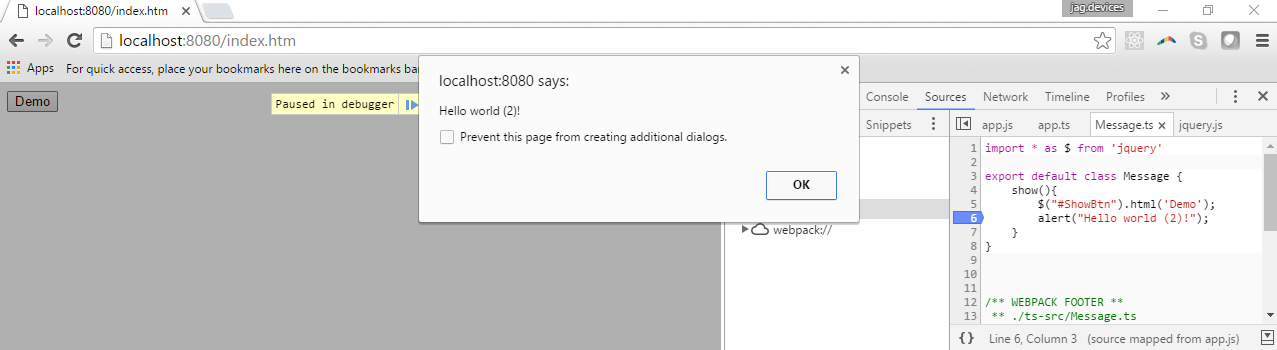 localhost:8080/index.htm
jag.devices
localhost:8080/index.htm
Apps For quick access, place your bookmarks here on the bookmarks bar
Demo
Paused in debugger
localhost:8080 says:
Hello world (2)!
Prevent this page from creating additional dialogs.
OK
Console Sources Network Timeline Profiles »
Snippets
webpack://
app.js app.ts Message.ts jquery.js
1 import * as $ from 'jquery'
2
3 export default class Message {
4 show(){
5 $("#ShowBtn").html('Demo');
6 alert("Hello world (2)!");
7 }
8 }
9
10
11
12 /** WEBPACK FOOTER **
13 ** ./ts-src/Message.ts
{} Line 6, Column 3 (source mapped from app.js)